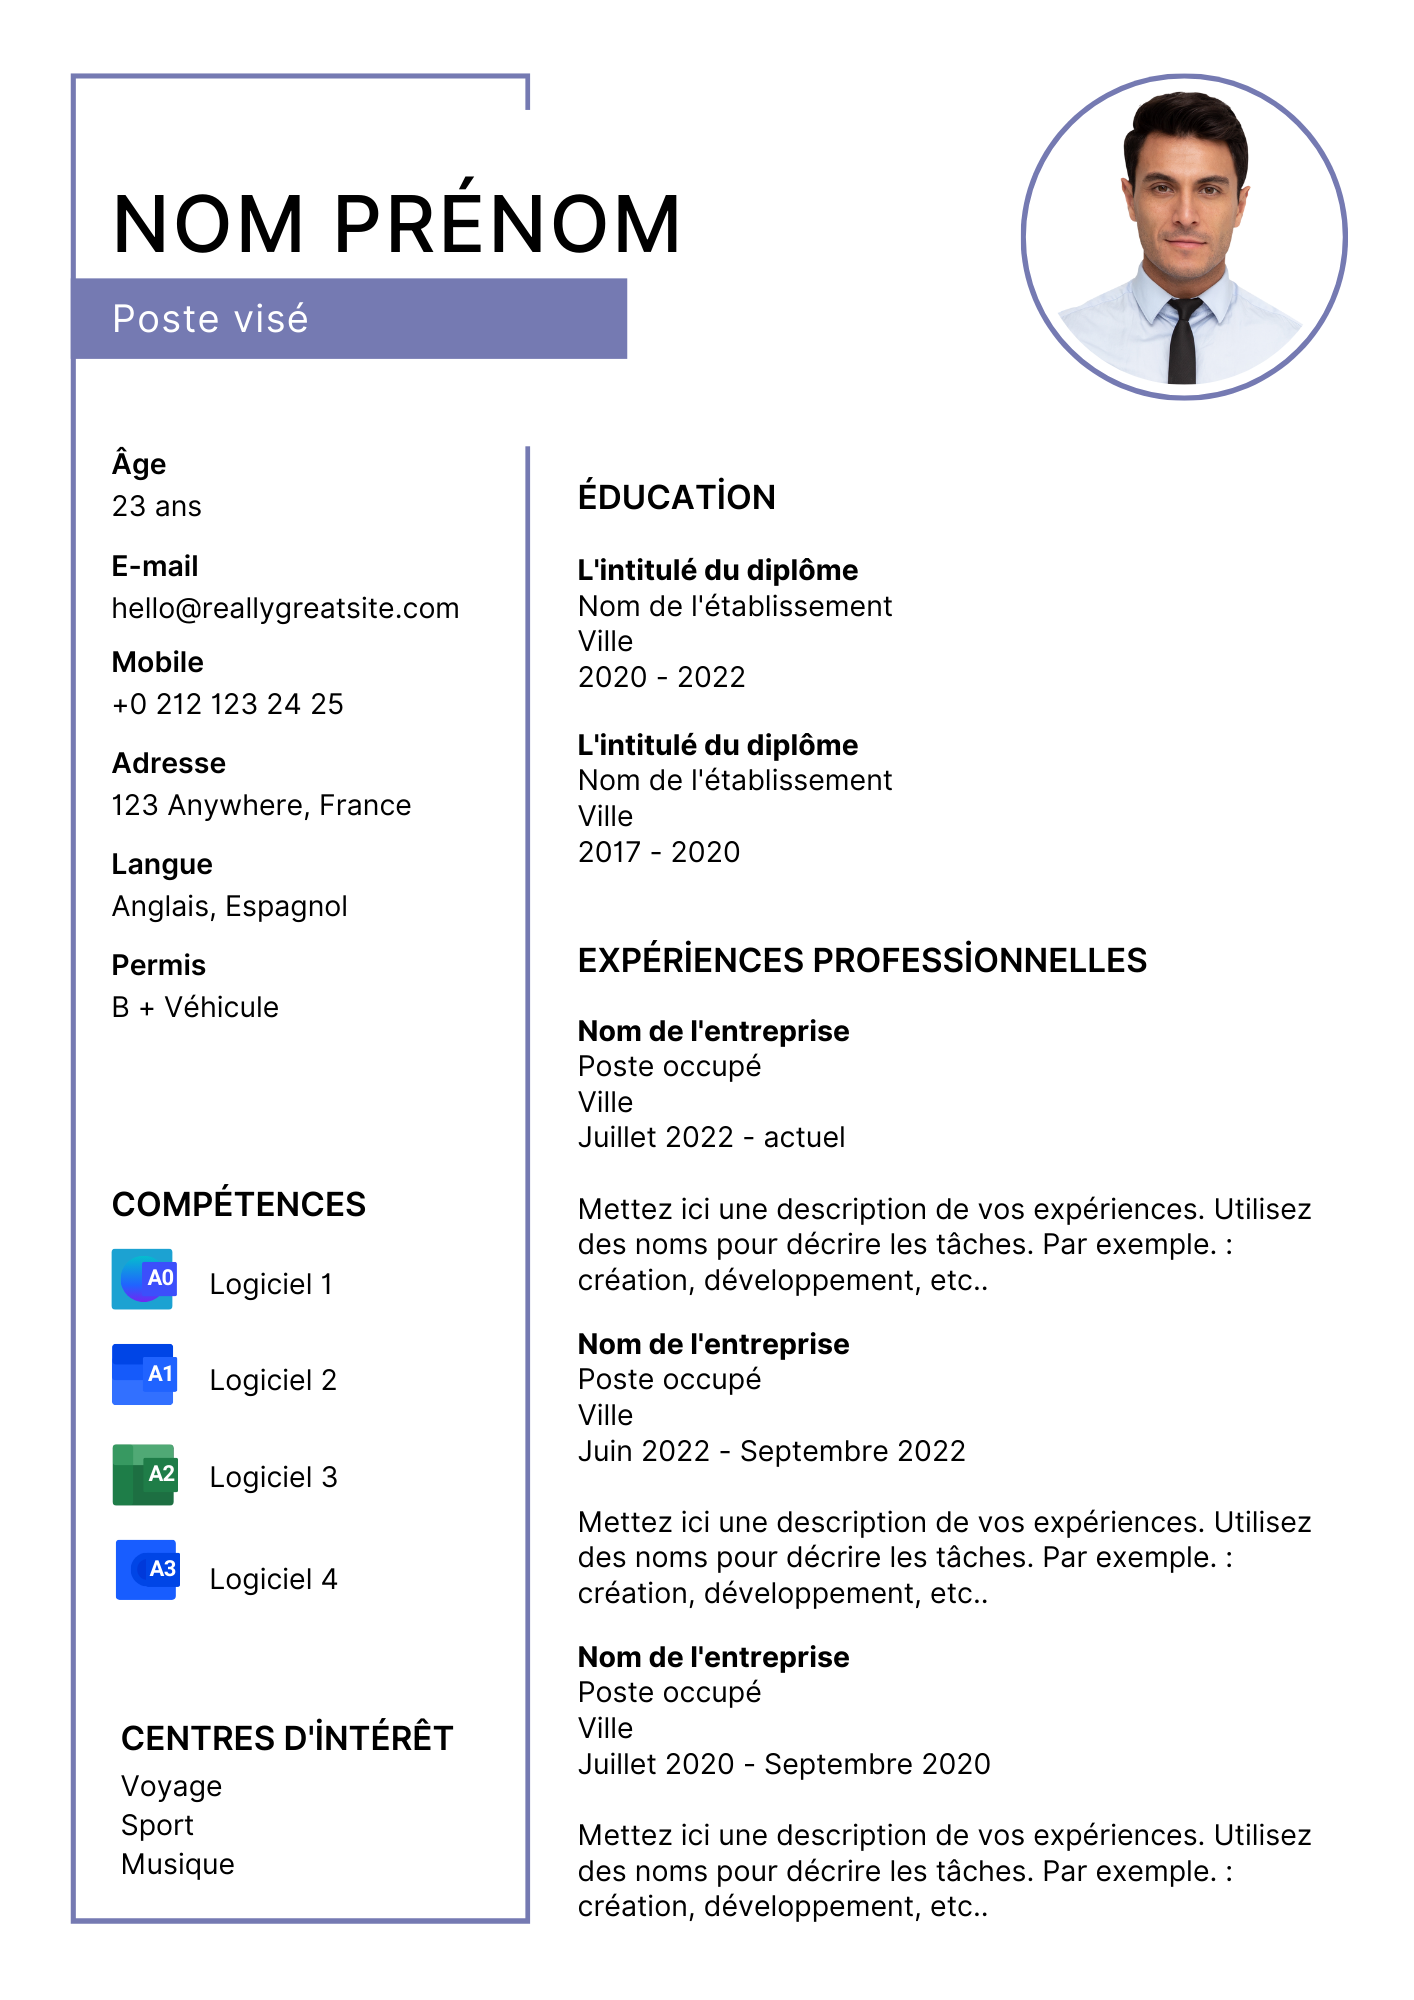 NOM PRÉNOM
Poste visé
Âge
23 ans
E-mail
hello@reallygreatsite.com
Mobile
+0 212 123 24 25
Adresse
123 Anywhere, France
Langue
Anglais, Espagnol
Permis
B + Véhicule
COMPÉTENCES
A0 Logiciel 1
A1 Logiciel 2
A2 Logiciel 3
A3 Logiciel 4
CENTRES D'İNTÉRÊT
Voyage
Sport
Musique
ÉDUCATİON
L'intitulé du diplôme
Nom de l'établissement
Ville
2020 - 2022
L'intitulé du diplôme
Nom de l'établissement
Ville
2017 - 2020
EXPÉRİENCES PROFESSİONNELLES
Nom de l'entreprise
Poste occupé
Ville
Juillet 2022 - actuel
Mettez ici une description de vos expériences. Utilisez
des noms pour décrire les tâches. Par exemple. :
création, développement, etc..
Nom de l'entreprise
Poste occupé
Ville
Juin 2022 - Septembre 2022
Mettez ici une description de vos expériences. Utilisez
des noms pour décrire les tâches. Par exemple. :
création, développement, etc..
Nom de l'entreprise
Poste occupé
Ville
Juillet 2020 - Septembre 2020
Mettez ici une description de vos expériences. Utilisez
des noms pour décrire les tâches. Par exemple. :
création, développement, etc..